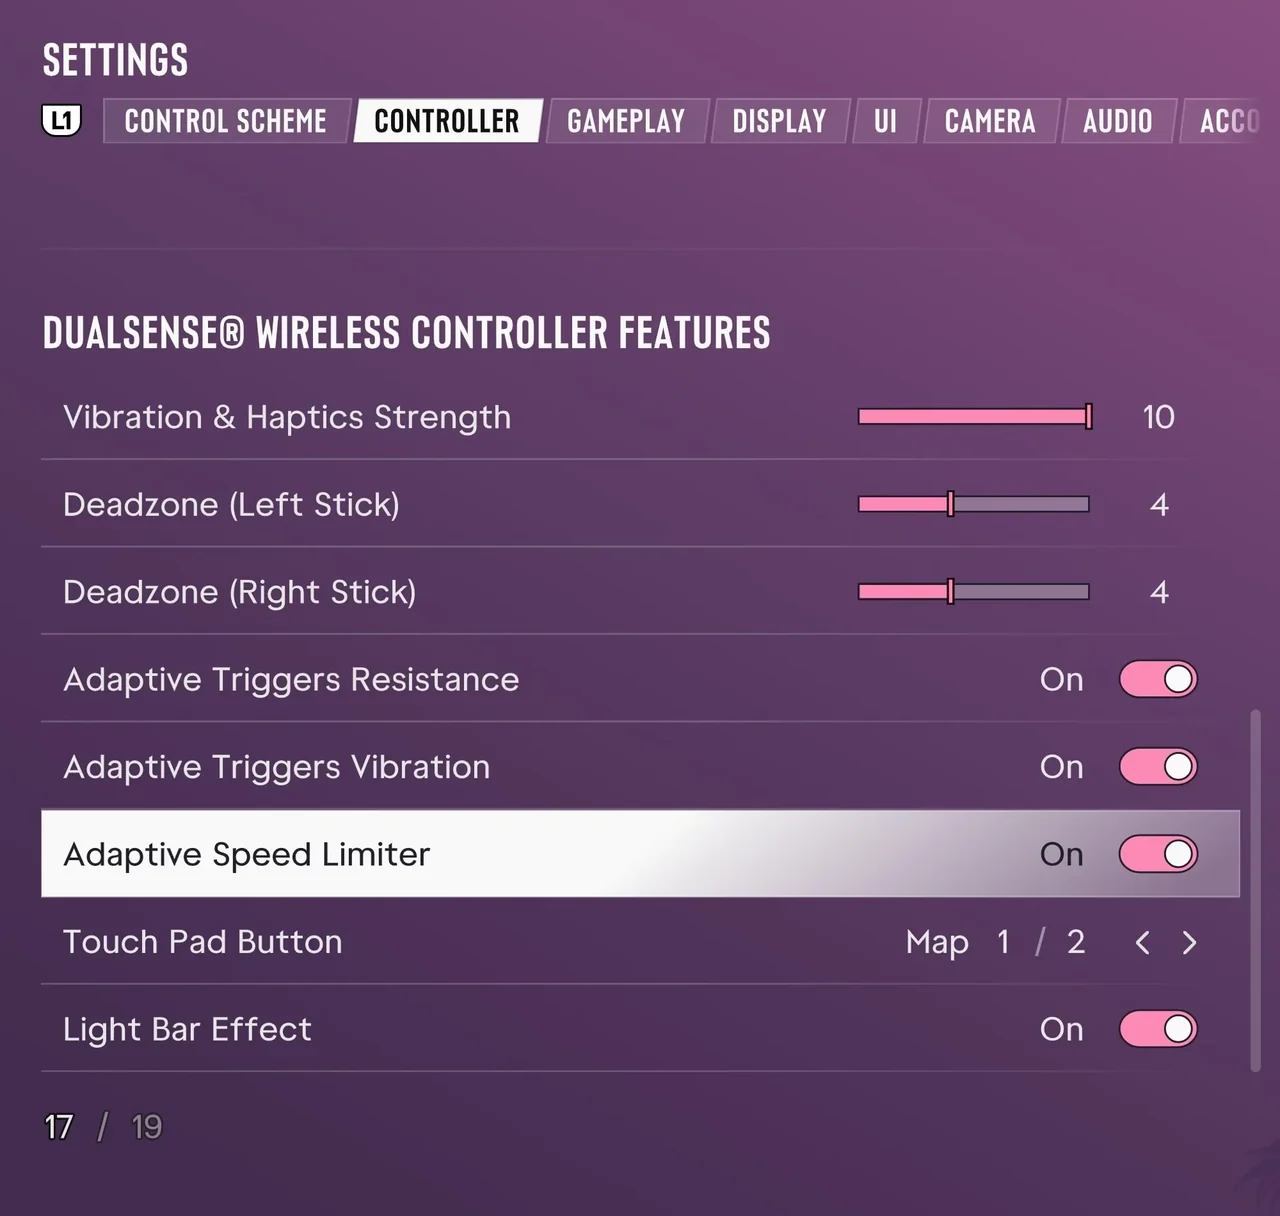 SETTINGS
L1 CONTROL SCHEME CONTROLLER GAMEPLAY DISPLAY UI CAMERA AUDIO ACCO
DUALSENSE® WIRELESS CONTROLLER FEATURES
Vibration & Haptics Strength 10
Deadzone (Left Stick) 4
Deadzone (Right Stick) 4
Adaptive Triggers Resistance On
Adaptive Triggers Vibration On
Adaptive Speed Limiter On
Touch Pad Button Map 1 / 2 < >
Light Bar Effect On
17 / 19